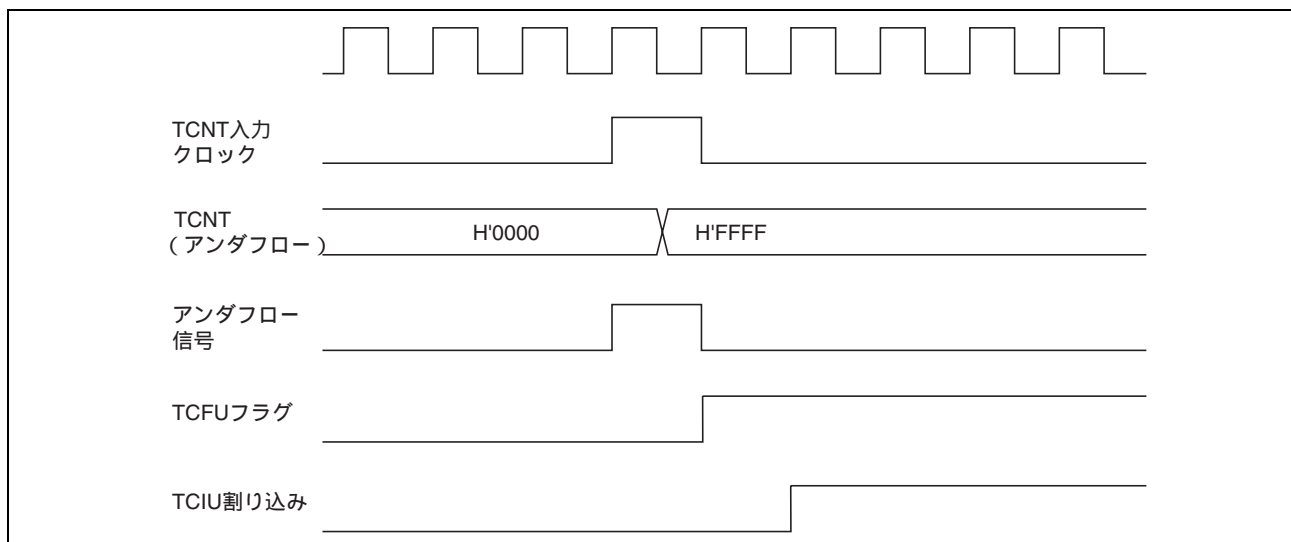 TCNT入力
クロック
TCNT
（アンダフロー）
H'0000
H'FFFF
アンダフロー
信号
TCFUフラグ
TCIU割り込み